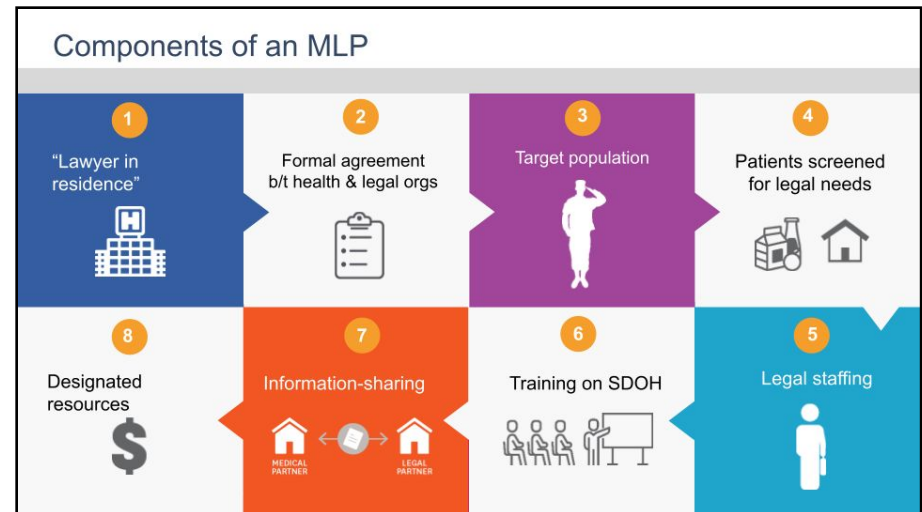 Components of an MLP
1
“Lawyer in
residence”
H
2
Formal agreement
b/t health & legal orgs
3
Target population
4
Patients screened
for legal needs
5
Legal staffing
6
Training on SDOH
7
Information-sharing
MEDICAL
PARTNER
LEGAL
PARTNER
8
Designated
resources
$